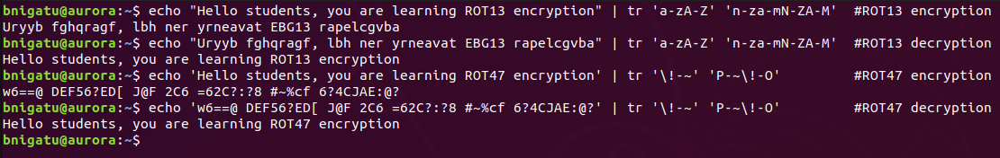 bnigatu@aurora:~$ echo "Hello students, you are learning ROT13 encryption" | tr 'a-zA-Z' 'n-za-mN-ZA-M'  #ROT13 encryption
Uryyb fghqragf, lbh ner yrneavat EBG13 rapelcgvba
bnigatu@aurora:~$ echo "Uryyb fghqragf, lbh ner yrneavat EBG13 rapelcgvba" | tr 'a-zA-Z' 'n-za-mN-ZA-M'  #ROT13 decryption
Hello students, you are learning ROT13 encryption
bnigatu@aurora:~$ echo 'Hello students, you are learning ROT47 encryption' | tr '\!-~' 'P-~\!-O'          #ROT47 encryption
w6==@ DEF56?ED[ J@F 2C6 =62C?:?8 #~%cf 6?4CJAE:@?
bnigatu@aurora:~$ echo 'w6==@ DEF56?ED[ J@F 2C6 =62C?:?8 #~%cf 6?4CJAE:@?' | tr '\!-~' 'P-~\!-O'          #ROT47 decryption
Hello students, you are learning ROT47 encryption
bnigatu@aurora:~$